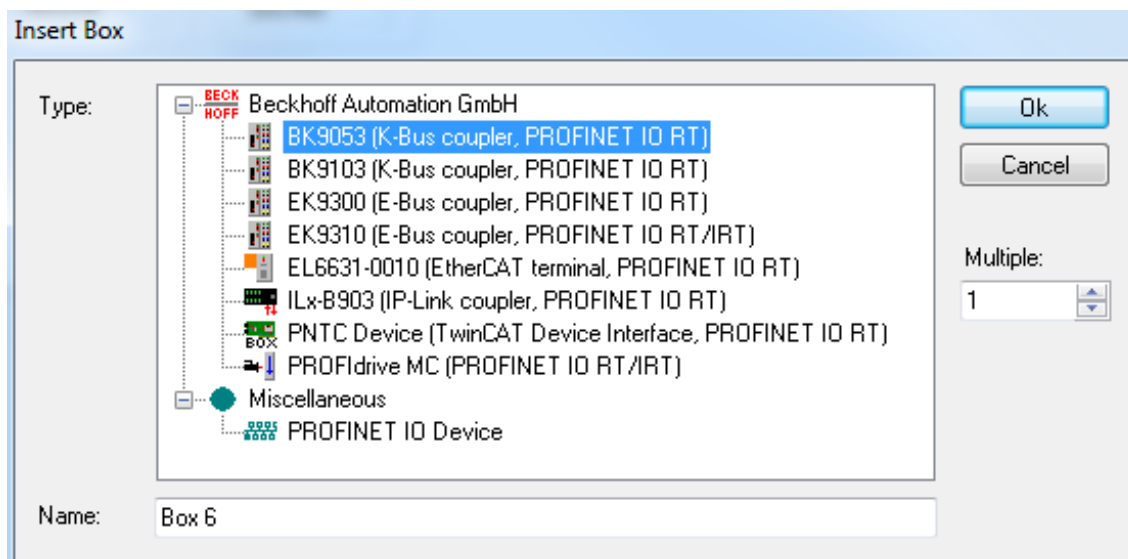 Insert Box
Type:
BECK
HOFF
Beckhoff Automation GmbH
BK9053 (K-Bus coupler, PROFINET IO RT)
BK9103 (K-Bus coupler, PROFINET IO RT)
EK9300 (E-Bus coupler, PROFINET IO RT)
EK9310 (E-Bus coupler, PROFINET IO RT/IRT)
EL6631-0010 (EtherCAT terminal, PROFINET IO RT)
ILx-B903 (IP-Link coupler, PROFINET IO RT)
BOX
PNTC Device (TwinCAT Device Interface, PROFINET IO RT)
PROFIdrive MC (PROFINET IO RT/IRT)
Miscellaneous
PROFINET IO Device
Ok
Cancel
Multiple:
1
Name:
Box 6